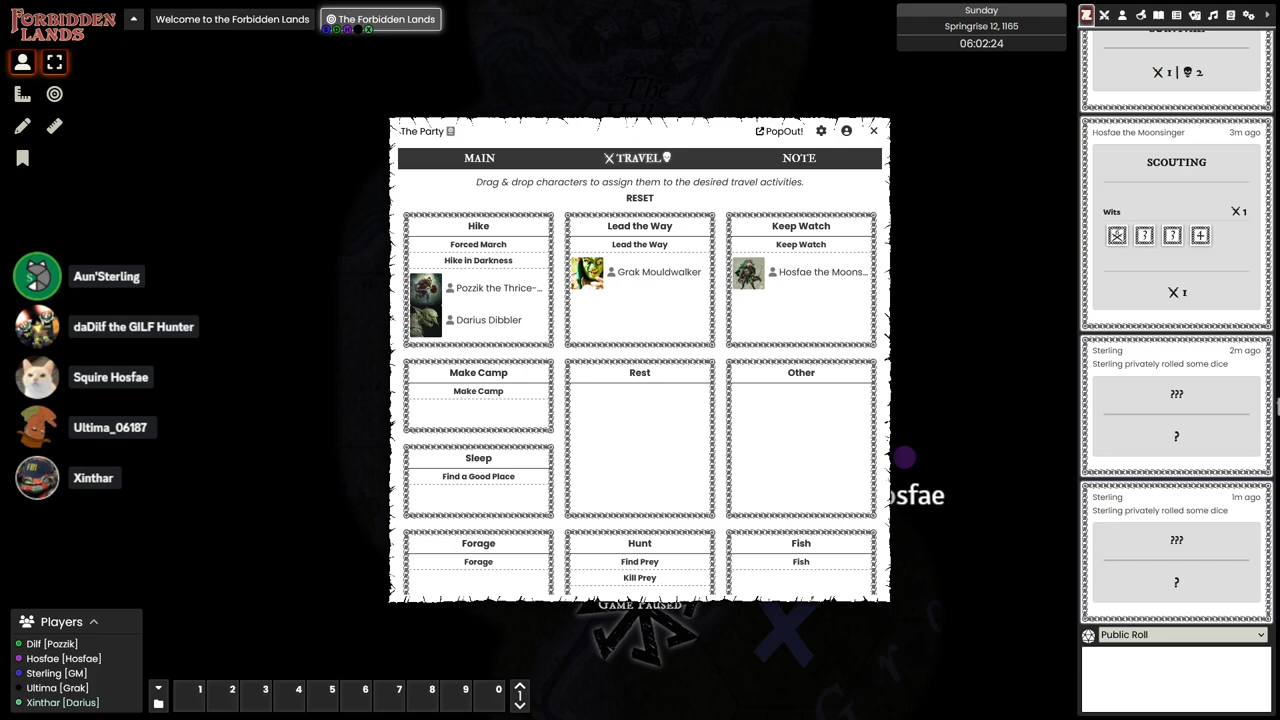 FORBIDDEN LANDS
Welcome to the Forbidden Lands
The Forbidden Lands
S D H X
Sunday
Springrise 12, 1165
06:02:24
1 | 2
Hosfae the Moonsinger 3m ago
SCOUTING
Wits 1
1
Sterling 2m ago
Sterling privately rolled some dice
???
?
Sterling 1m ago
Sterling privately rolled some dice
???
?
Public Roll
The Party
PopOut!
MAIN
TRAVEL
NOTE
Drag & drop characters to assign them to the desired travel activities.
RESET
Hike
Forced March
Hike in Darkness
Pozzik the Thrice-...
Darius Dibbler
Lead the Way
Lead the Way
Grak Mouldwalker
Keep Watch
Keep Watch
Hosfae the Moons...
Make Camp
Make Camp
Rest
Other
Sleep
Find a Good Place
Forage
Forage
Hunt
Find Prey
Kill Prey
Fish
Fish
Aun'Sterling
daDilf the GILF Hunter
Squire Hosfae
Ultima_06187
Xinthar
osfae
GAME PAUSED
Players
Dilf [Pozzik]
Hosfae [Hosfae]
Sterling [GM]
Ultima [Grak]
Xinthar [Darius]
1 2 3 4 5 6 7 8 9 0
1